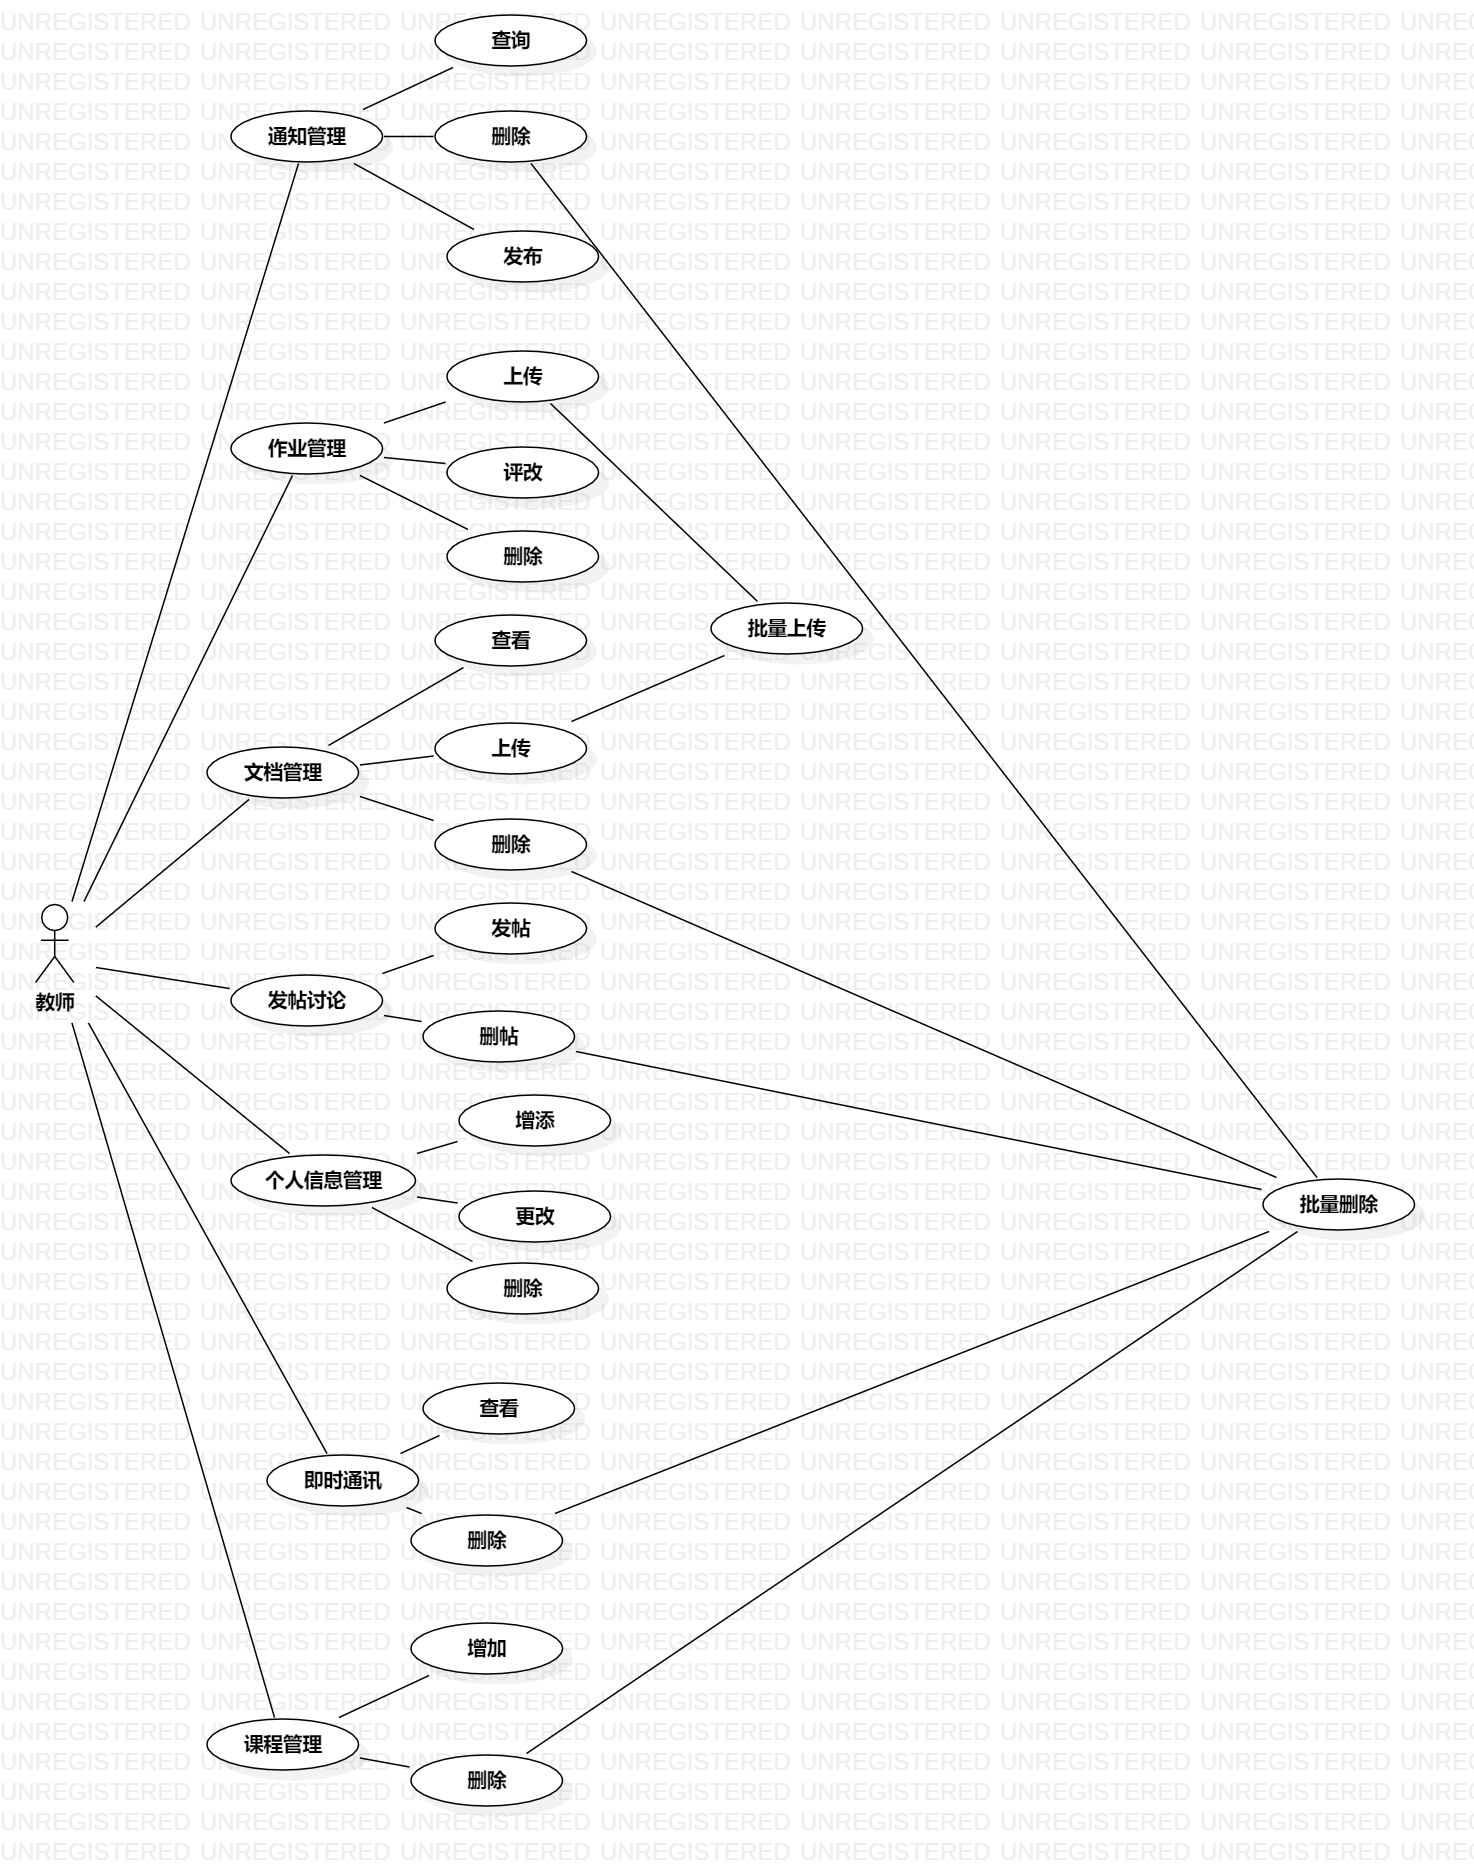 查询
通知管理
删除
发布
上传
作业管理
评改
删除
查看
批量上传
上传
文档管理
删除
发帖
教师
发帖讨论
删帖
增添
个人信息管理
更改
批量删除
删除
查看
即时通讯
删除
增加
课程管理
删除
UNREGISTERED